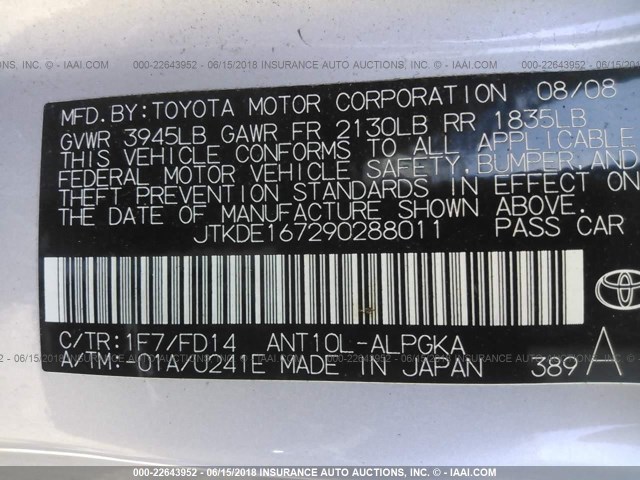 000-22643952 - 06/15/2018 INSURANCE AUTO AUCTIONS - © - IAAI.COM
MFD.BY:TOYOTA MOTOR CORPORATION 08/08
GVWR 3945LB GAWR FR 2130LB RR 1835LB
THIS VEHICLE CONFORMS TO ALL APPLICABLE
FEDERAL MOTOR VEHICLE SAFETY,BUMPER,AND
THEFT PREVENTION STANDARDS IN EFFECT ON
THE DATE OF MANUFACTURE SHOWN ABOVE.
JTKDE167290288011 PASS CAR
C/TR:1F7/FD14 ANT10L-ALPGKA
A/TM:-01A/U241E MADE IN JAPAN 389 A
000-22643952 - 06/15/2018 INSURANCE AUTO AUCTIONS - © - IAAI.COM